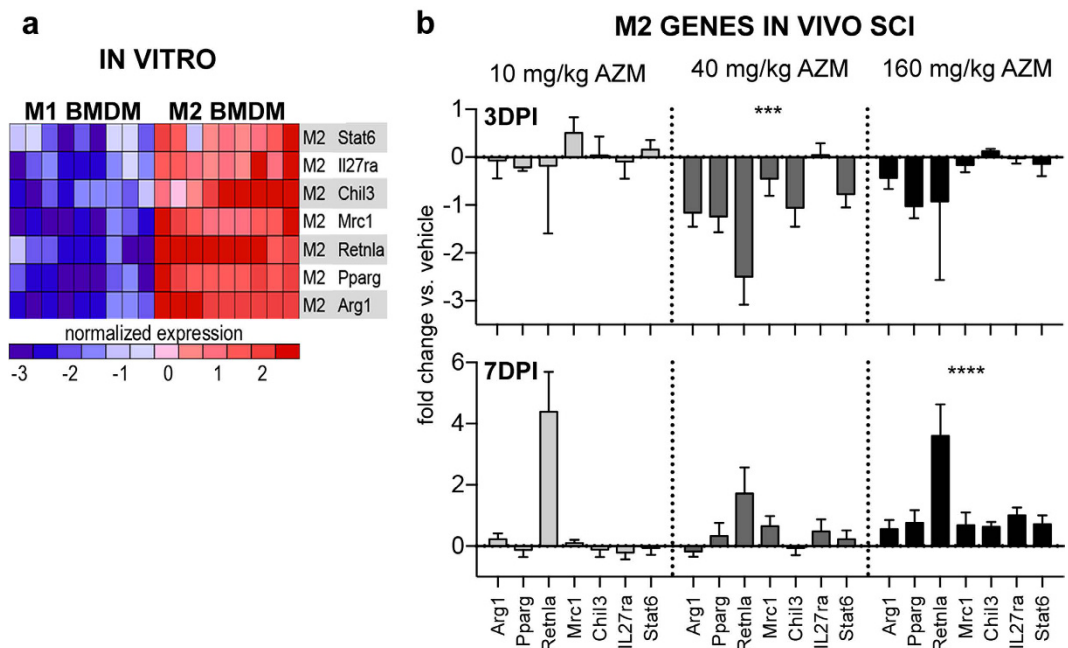 a
IN VITRO
M1 BMDM M2 BMDM
M2 Stat6
M2 Il27ra
M2 Chil3
M2 Mrc1
M2 Retnla
M2 Pparg
M2 Arg1
normalized expression
-3 -2 -1 0 1 2
b
M2 GENES IN VIVO SCI
10 mg/kg AZM 40 mg/kg AZM 160 mg/kg AZM
fold change vs. vehicle
3DPI
***
1
0
-1
-2
-3
7DPI
****
6
4
2
0
Arg1 Pparg Retnla Mrc1 Chil3 IL27ra Stat6 Arg1 Pparg Retnla Mrc1 Chil3 IL27ra Stat6 Arg1 Pparg Retnla Mrc1 Chil3 IL27ra Stat6